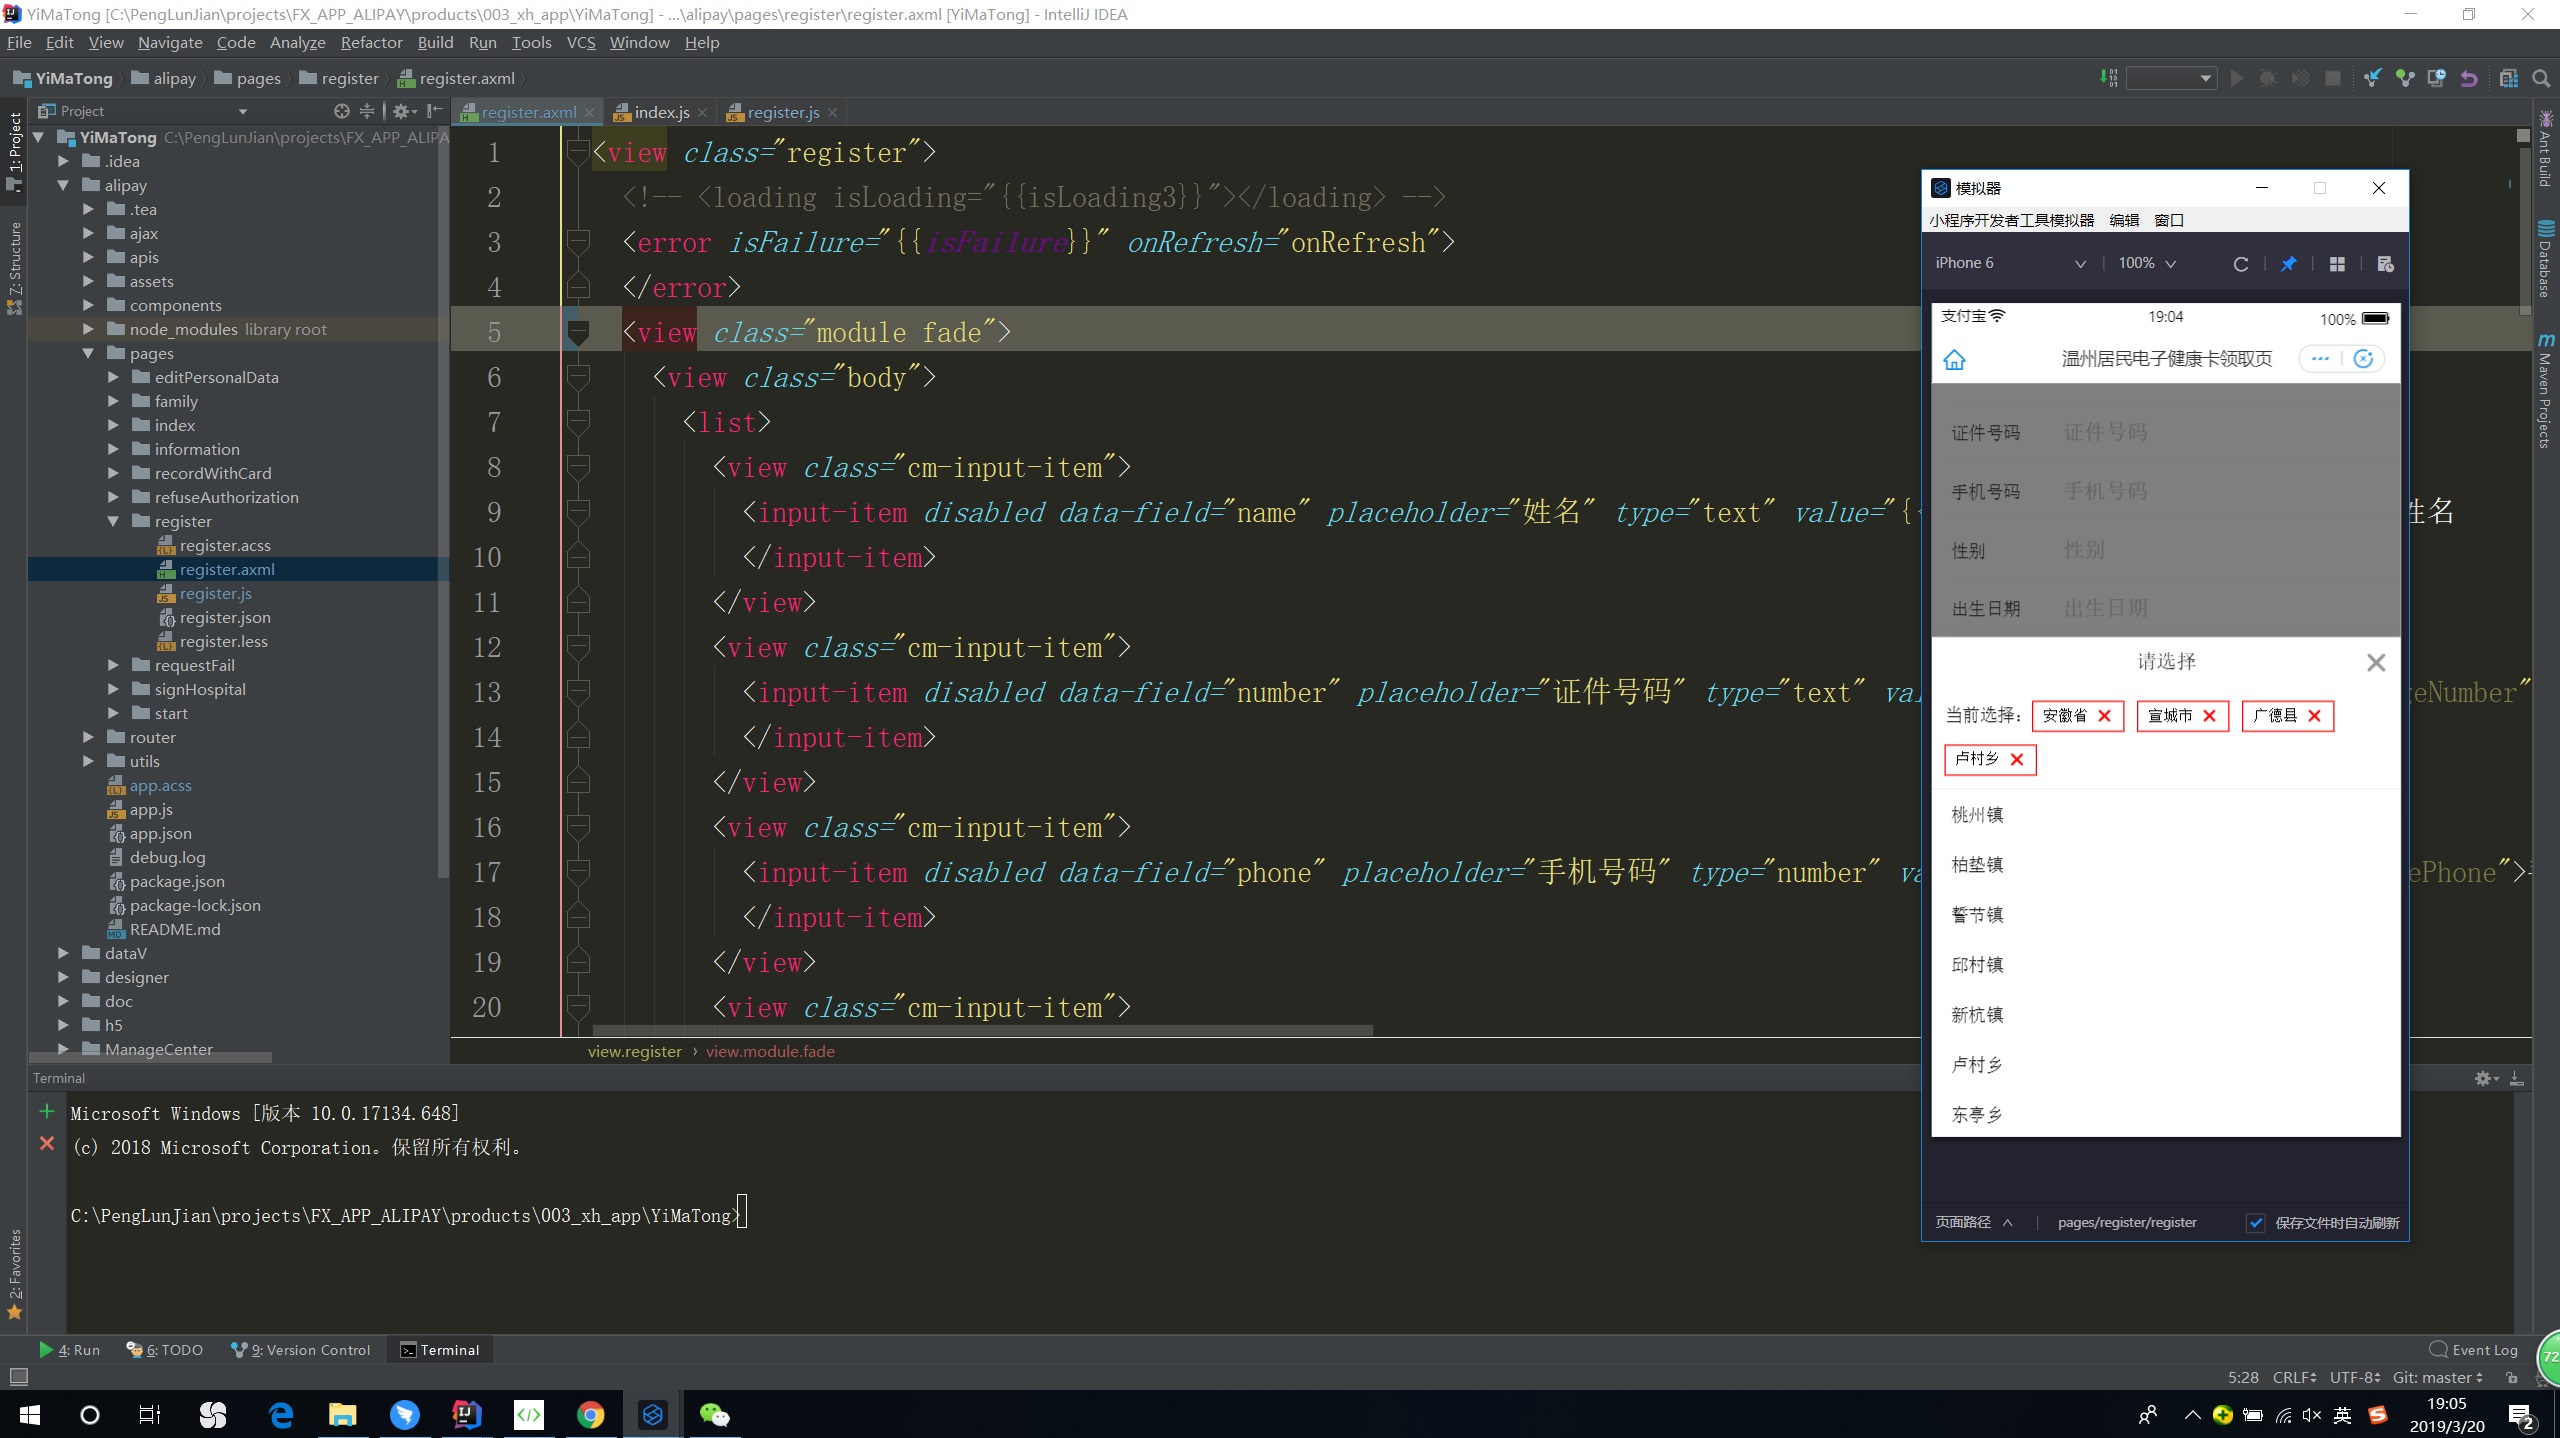 YiMaTong [C:\PengLunJian\projects\FX_APP_ALIPAY\products\003_xh_app\YiMaTong] - ...\alipay\pages\register\register.axml [YiMaTong] - IntelliJ IDEA
File Edit View Navigate Code Analyze Refactor Build Run Tools VCS Window Help
YiMaTong alipay pages register register.axml
1: Project
Z: Structure
2: Favorites
Project
YiMaTong C:\PengLunJian\projects\FX_APP_ALIPA
.idea
alipay
.tea
ajax
apis
assets
components
node_modules library root
pages
editPersonalData
family
index
information
recordWithCard
refuseAuthorization
register
register.acss
register.axml
register.js
register.json
register.less
requestFail
signHospital
start
router
utils
app.acss
app.js
app.json
debug.log
package.json
package-lock.json
README.md
dataV
designer
doc
h5
ManageCenter
register.axml index.js register.js
1 <view class="register">
2 <!-- <loading isLoading="{{isLoading3}}"></loading> -->
3 <error isFailure="{{isFailure}}" onRefresh="onRefresh">
4 </error>
5 <view class="module fade">
6 <view class="body">
7 <list>
8 <view class="cm-input-item">
9 <input-item disabled data-field="name" placeholder="姓名" type="text" value="{ 姓名
10 </input-item>
11 </view>
12 <view class="cm-input-item">
13 <input-item disabled data-field="number" placeholder="证件号码" type="text" val geNumber"
14 </input-item>
15 </view>
16 <view class="cm-input-item">
17 <input-item disabled data-field="phone" placeholder="手机号码" type="number" va ePhone">
18 </input-item>
19 </view>
20 <view class="cm-input-item">
view.register › view.module.fade
模拟器
小程序开发者工具模拟器 编辑 窗口
iPhone 6 100%
支付宝 19:04 100%
温州居民电子健康卡领取页
证件号码 证件号码
手机号码 手机号码
性别 性别
出生日期 出生日期
请选择
当前选择： 安徽省 宣城市 广德县
卢村乡
桃州镇
柏垫镇
誓节镇
邱村镇
新杭镇
卢村乡
东亭乡
页面路径 pages/register/register 保存文件时自动刷新
Ant Build
Database
Maven Projects
Terminal
Microsoft Windows [版本 10.0.17134.648]
(c) 2018 Microsoft Corporation。保留所有权利。
C:\PengLunJian\projects\FX_APP_ALIPAY\products\003_xh_app\YiMaTong>
4: Run 6: TODO 9: Version Control Terminal Event Log
72
5:28 CRLF UTF-8 Git: master
英 19:05
2019/3/20
2